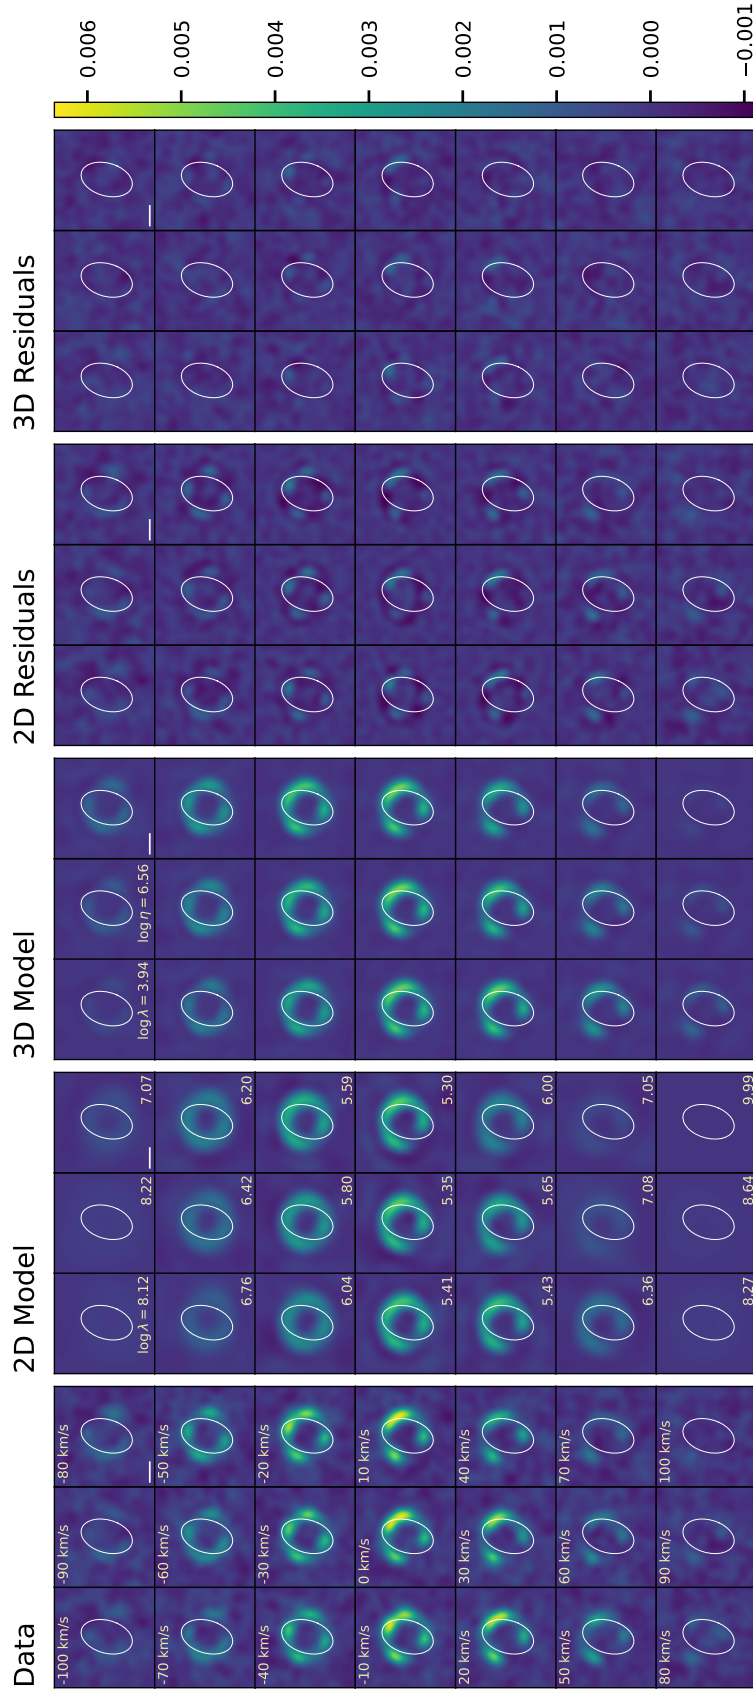 Data
2D Model
3D Model
2D Residuals
3D Residuals
-100 km/s
-90 km/s
-80 km/s
-70 km/s
-60 km/s
-50 km/s
-40 km/s
-30 km/s
-20 km/s
-10 km/s
0 km/s
10 km/s
20 km/s
30 km/s
40 km/s
50 km/s
60 km/s
70 km/s
80 km/s
90 km/s
100 km/s
log λ = 8.12
8.22
7.07
6.76
6.42
6.20
6.04
5.80
5.59
5.41
5.35
5.30
5.43
5.65
6.00
6.36
7.08
7.05
8.27
8.64
9.99
log λ = 3.94
log η = 6.56
0.006
0.005
0.004
0.003
0.002
0.001
0.000
−0.001